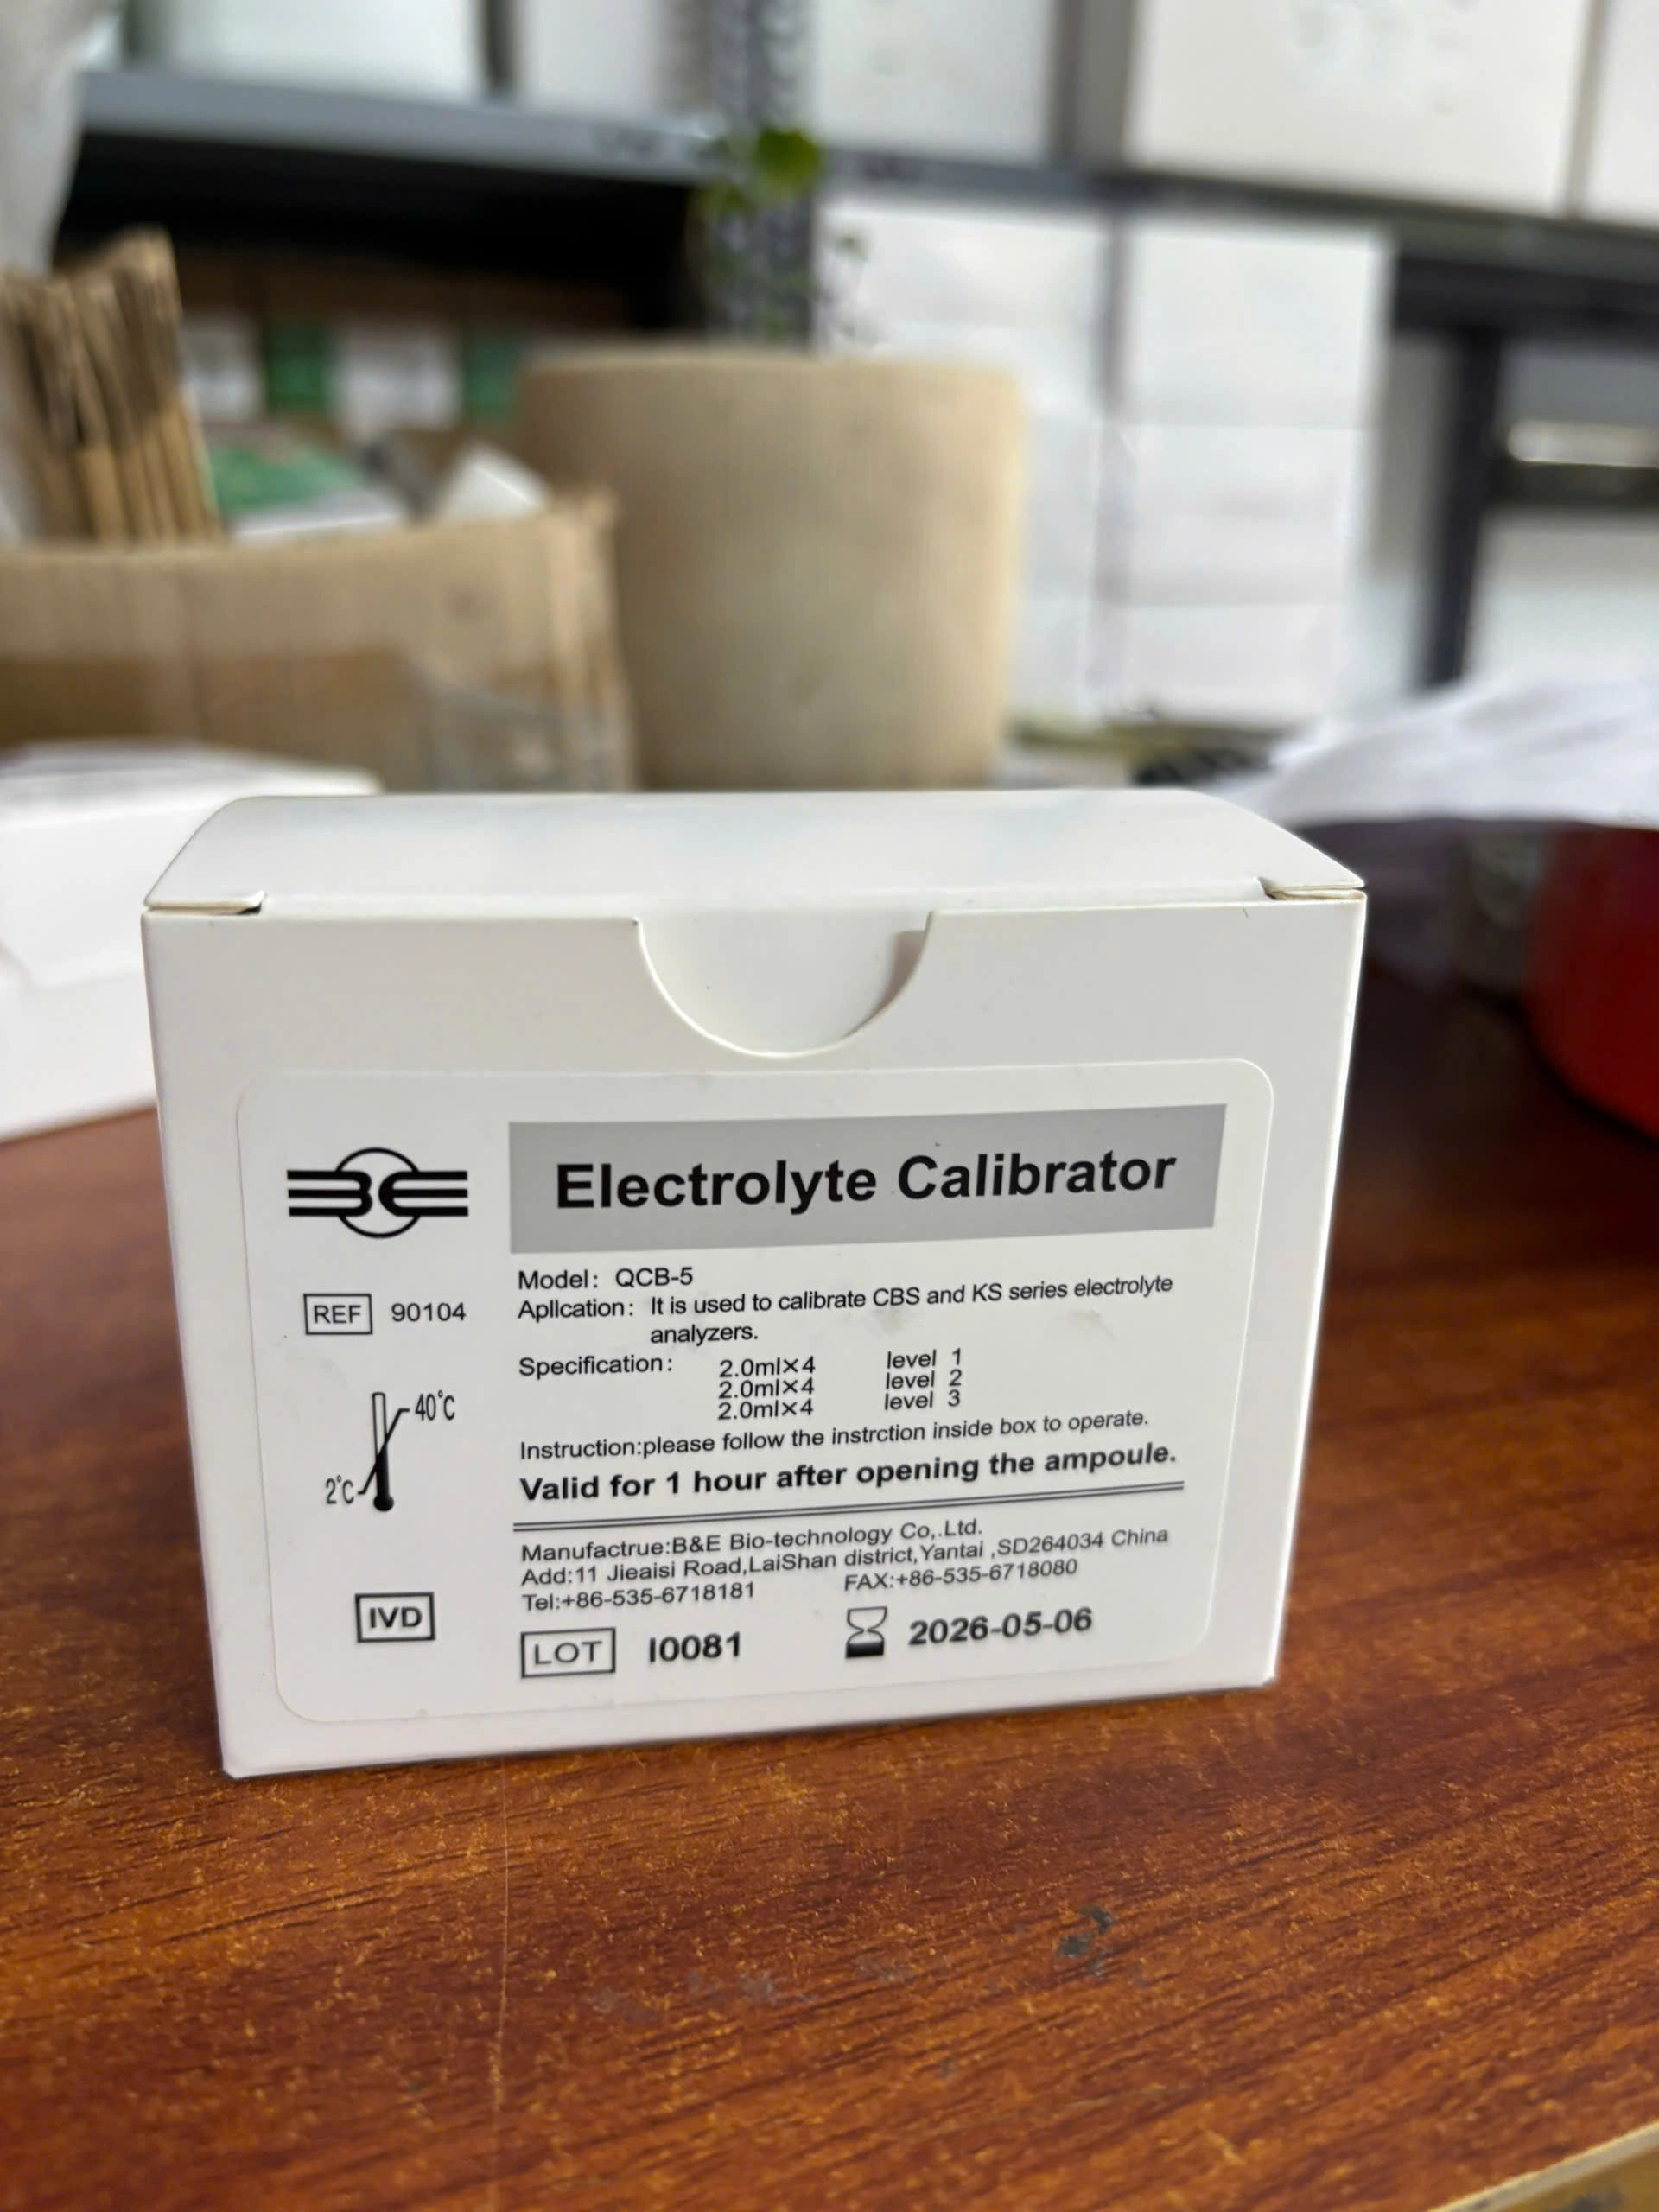 Electrolyte Calibrator
BE
REF 90104
40°C
2°C
IVD
Model: QCB-5
Apllcation: It is used to calibrate CBS and KS series electrolyte
analyzers.
Specification: 2.0ml×4 level 1
2.0ml×4 level 2
2.0ml×4 level 3
Instruction:please follow the instrction inside box to operate.
Valid for 1 hour after opening the ampoule.
Manufactrue:B&E Bio-technology Co,.Ltd.
Add:11 Jieaisi Road,LaiShan district,Yantai ,SD264034 China
Tel:+86-535-6718181 FAX:+86-535-6718080
LOT I0081 2026-05-06